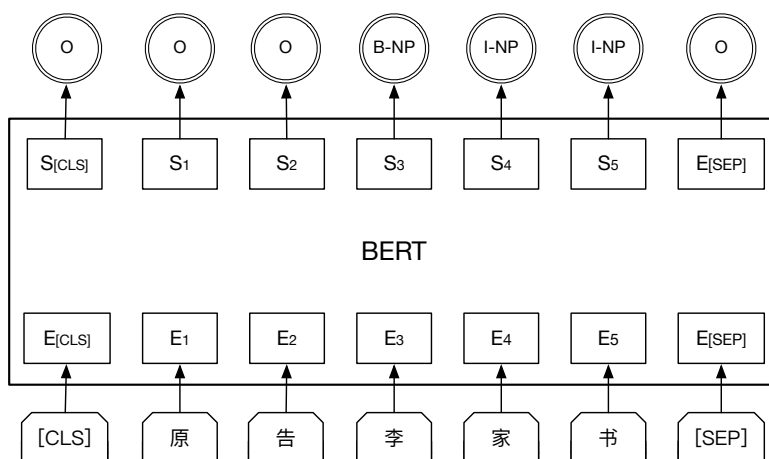 O O O B-NP I-NP I-NP O
S[CLS] S1 S2 S3 S4 S5 E[SEP]
BERT
E[CLS] E1 E2 E3 E4 E5 E[SEP]
[CLS] 原 告 李 家 书 [SEP]